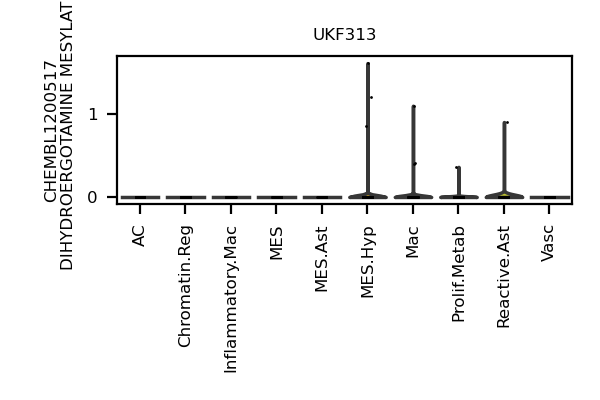 UKF313
CHEMBL1200517
DIHYDROERGOTAMINE MESYLAT
1
0
AC
Chromatin.Reg
Inflammatory.Mac
MES
MES.Ast
MES.Hyp
Mac
Prolif.Metab
Reactive.Ast
Vasc